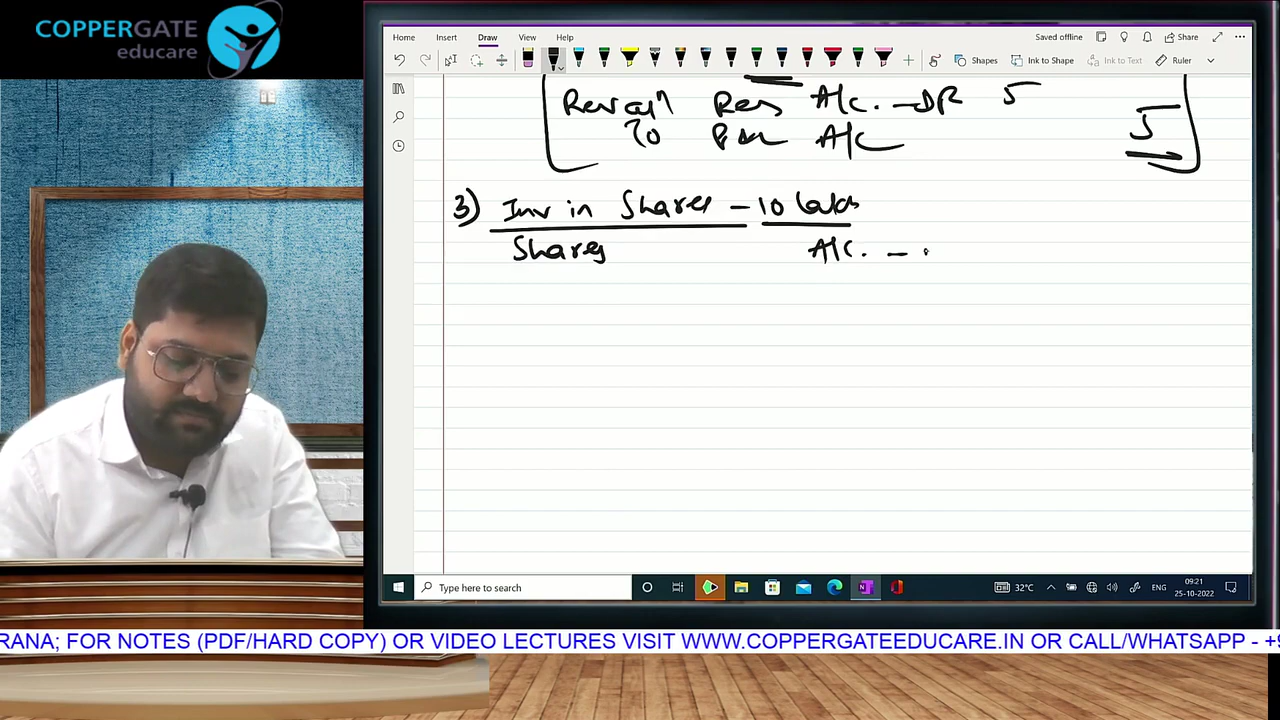 COPPERGATE
educare
Home Insert Draw View Help
Saved offline Share
Shapes Ink to Shape Ink to Text Ruler
A/c. - DR 5
To A/c 5
3) Inv in Shares - 10 lakhs
Shares A/c. -
Type here to search
32°C ENG 09:21
25-10-2022
RANA; FOR NOTES (PDF/HARD COPY) OR VIDEO LECTURES VISIT WWW.COPPERGATEEDUCARE.IN OR CALL/WHATSAPP - +9